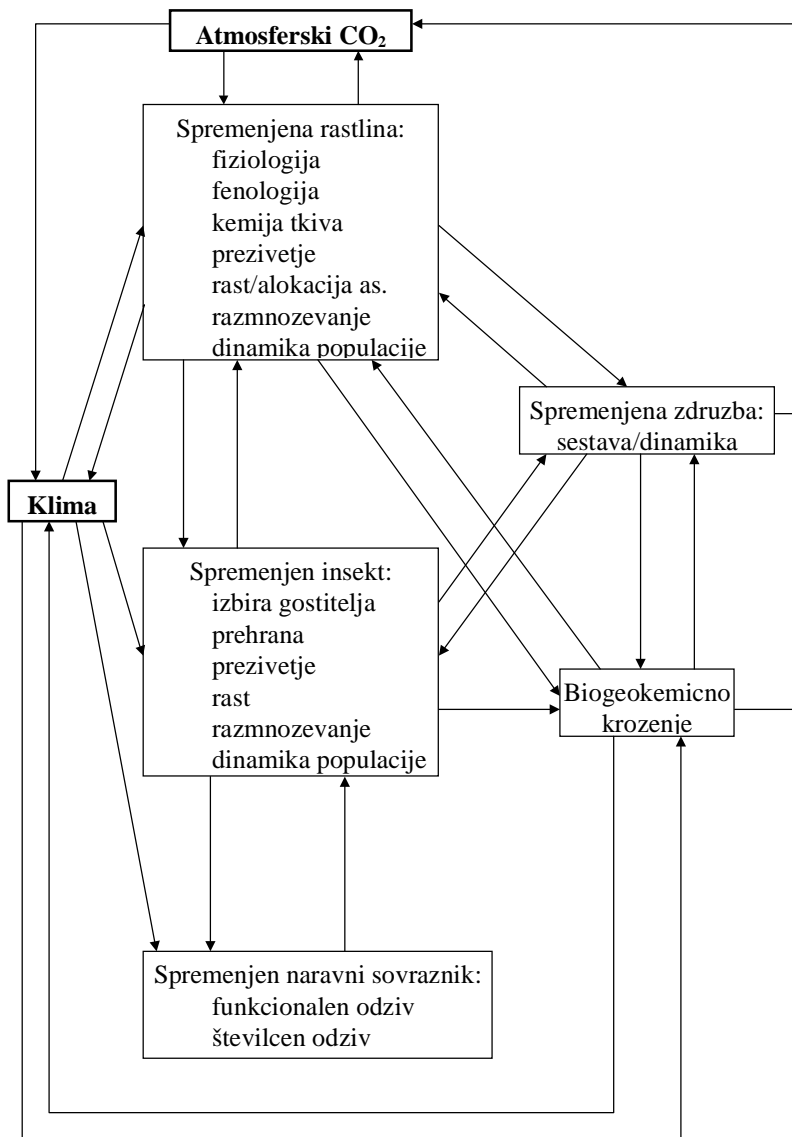 Atmosferski CO₂
Spremenjena rastlina:
fiziologija
fenologija
kemija tkiva
prezivetje
rast/alokacija as.
razmnozevanje
dinamika populacije
Spremenjena zdruzba:
sestava/dinamika
Klima
Spremenjen insekt:
izbira gostitelja
prehrana
prezivetje
rast
razmnozevanje
dinamika populacije
Biogeokemicno
krozenje
Spremenjen naravni sovraznik:
funkcionalen odziv
številcen odziv